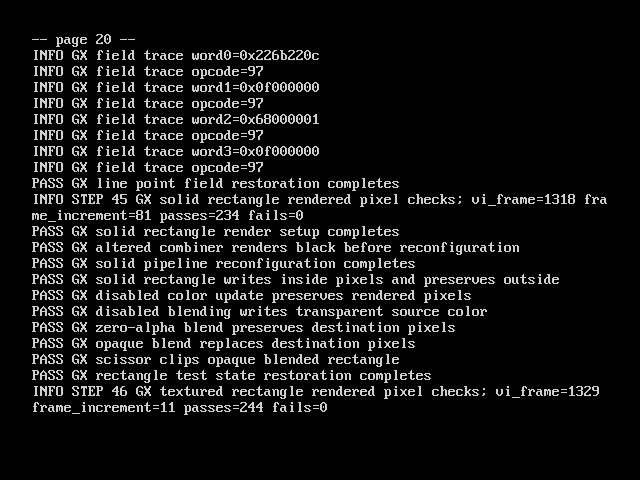 -- page 20 --
INFO GX field trace word0=0x226b220c
INFO GX field trace opcode=97
INFO GX field trace word1=0x0f000000
INFO GX field trace opcode=97
INFO GX field trace word2=0x68000001
INFO GX field trace opcode=97
INFO GX field trace word3=0x0f000000
INFO GX field trace opcode=97
PASS GX line point field restoration completes
INFO STEP 45 GX solid rectangle rendered pixel checks; vi_frame=1318 fra
me_increment=81 passes=234 fails=0
PASS GX solid rectangle render setup completes
PASS GX altered combiner renders black before reconfiguration
PASS GX solid pipeline reconfiguration completes
PASS GX solid rectangle writes inside pixels and preserves outside
PASS GX disabled color update preserves rendered pixels
PASS GX disabled blending writes transparent source color
PASS GX zero-alpha blend preserves destination pixels
PASS GX opaque blend replaces destination pixels
PASS GX scissor clips opaque blended rectangle
PASS GX rectangle test state restoration completes
INFO STEP 46 GX textured rectangle rendered pixel checks; vi_frame=1329
frame_increment=11 passes=244 fails=0